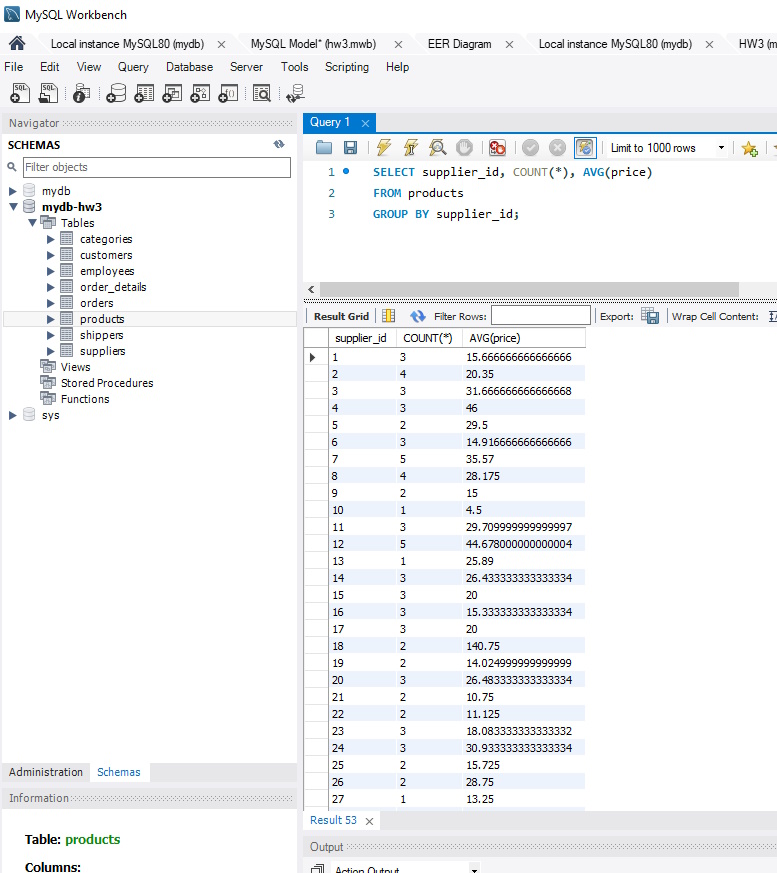 MySQL Workbench
Local instance MySQL80 (mydb) MySQL Model* (hw3.mwb) EER Diagram Local instance MySQL80 (mydb) HW3 (m
File Edit View Query Database Server Tools Scripting Help
Navigator
SCHEMAS
Filter objects
mydb
mydb-hw3
Tables
categories
customers
employees
order_details
orders
products
shippers
suppliers
Views
Stored Procedures
Functions
sys
Administration Schemas
Information
Table: products
Columns:
Query 1
Limit to 1000 rows
1 SELECT supplier_id, COUNT(*), AVG(price)
2 FROM products
3 GROUP BY supplier_id;
Result Grid Filter Rows: Export: Wrap Cell Content:
supplier_id COUNT(*) AVG(price)
1 3 15.666666666666666
2 4 20.35
3 3 31.666666666666668
4 3 46
5 2 29.5
6 3 14.916666666666666
7 5 35.57
8 4 28.175
9 2 15
10 1 4.5
11 3 29.709999999999997
12 5 44.678000000000004
13 1 25.89
14 3 26.433333333333334
15 3 20
16 3 15.333333333333334
17 3 20
18 2 140.75
19 2 14.024999999999999
20 3 26.483333333333334
21 2 10.75
22 2 11.125
23 3 18.083333333333332
24 3 30.933333333333334
25 2 15.725
26 2 28.75
27 1 13.25
Result 53
Output
Action Output